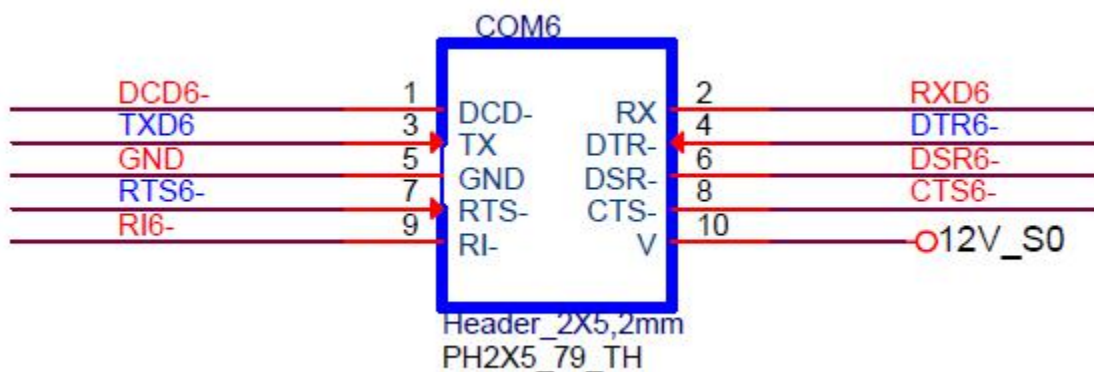 COM6
DCD6- 1 DCD- RX 2 RXD6
TXD6 3 TX DTR- 4 DTR6-
GND 5 GND DSR- 6 DSR6-
RTS6- 7 RTS- CTS- 8 CTS6-
RI6- 9 RI- V 10 12V_S0
Header_2X5,2mm
PH2X5_79_TH